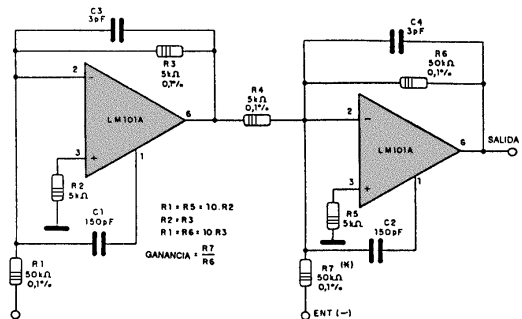 C3
3pF
R3
5kΩ
0,1%
2
–
LM101A
6
3
+
1
R2
5kΩ
C1
150pF
R1
50kΩ
0,1%
R1 = R5 = 10.R2
R2 = R3
R1 = R6 = 10 R3
GANANCIA = R7
R6
R4
5kΩ
0,1%
C4
3pF
R6
50kΩ
0,1%
2
–
LM101A
6
SALIDA
3
+
1
R5
5kΩ
C2
150pF
R7 (K)
50kΩ
0,1%
ENT (–)